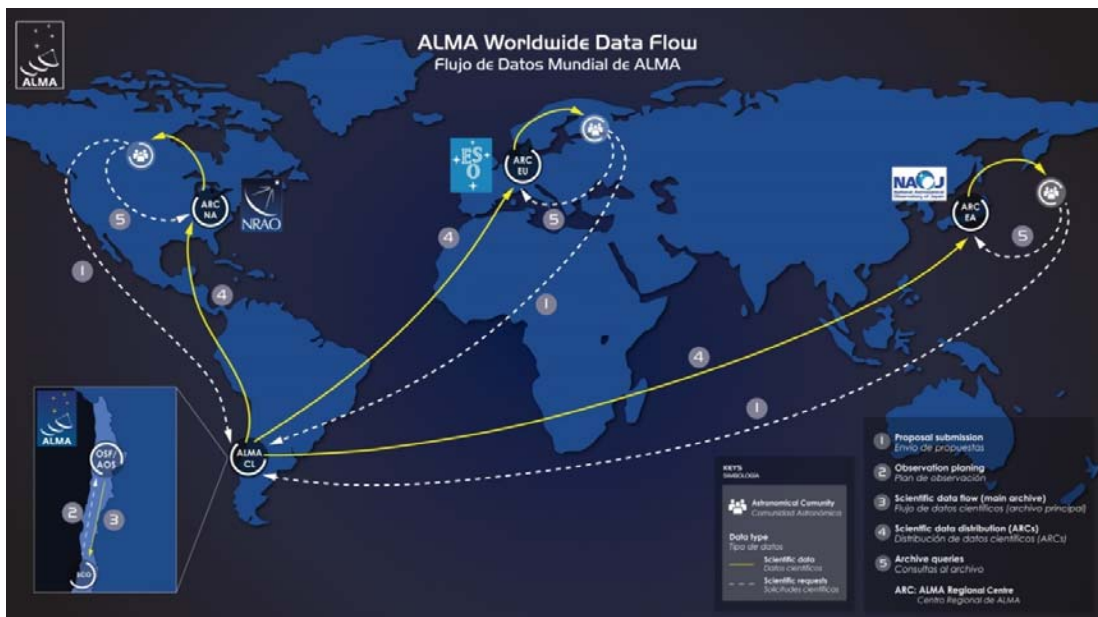 ALMA
ALMA Worldwide Data Flow
Flujo de Datos Mundial de ALMA
ARC
NA
NRAO
5
1
4
ES
O
ARC
EU
4
5
1
NAOJ
National Astronomical
Observatory of Japan
ARC
EA
5
4
1
ALMA
CL
ALMA
OSF/
AOS
2
3
SCO
KEYS
SIMBOLOGIA
Astronomical Comunity
Comunidad Astronómica
Data type
Tipo de datos
Scientific data
Datos científicos
Scientific requests
Solicitudes científicas
1 Proposal submission
Envío de propuestas
2 Observation planing
Plan de observación
3 Scientific data flow (main archive)
Flujo de datos científicos (archivo principal)
4 Scientific data distribution (ARCs)
Distribución de datos científicos (ARCs)
5 Archive queries
Consultas al archivo
ARC: ALMA Regional Centre
Centro Regional de ALMA